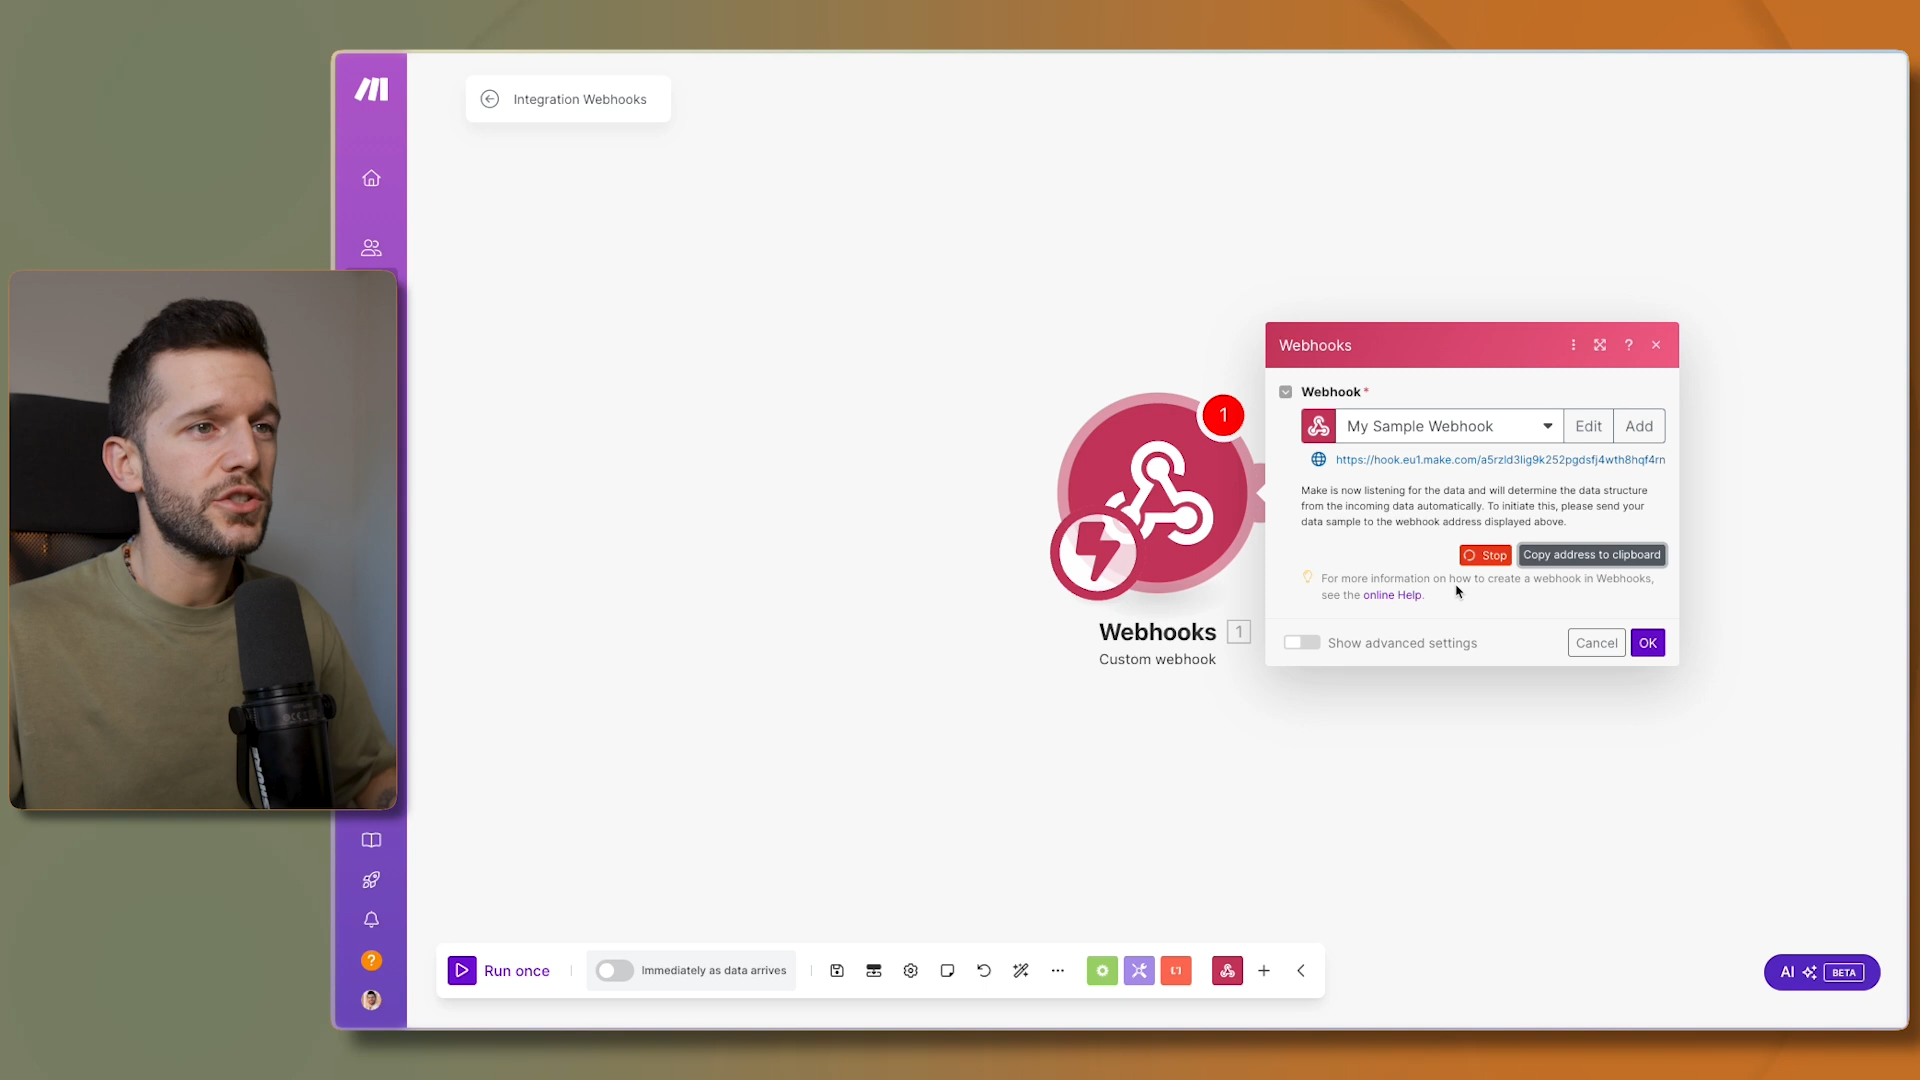 Integration Webhooks
1
Webhooks
Custom webhook
1
Webhooks
?
Webhook *
My Sample Webhook
Edit
Add
https://hook.eu1.make.com/a5rzld3lig9k252pgdsfj4wth8hqf4rn
Make is now listening for the data and will determine the data structure
from the incoming data automatically. To initiate this, please send your
data sample to the webhook address displayed above.
Stop
Copy address to clipboard
For more information on how to create a webhook in Webhooks,
see the online Help.
Show advanced settings
Cancel
OK
?
Run once
Immediately as data arrives
AI
BETA